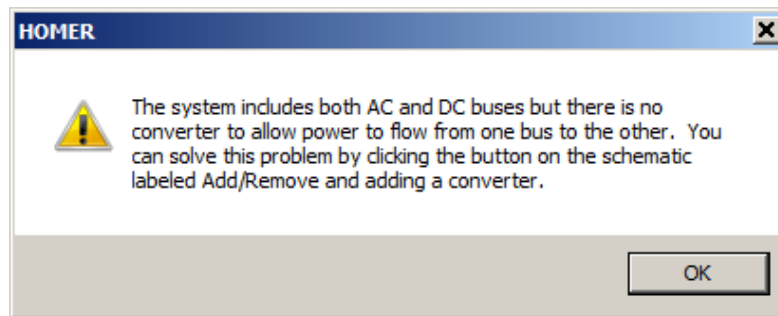 HOMER
The system includes both AC and DC buses but there is no
converter to allow power to flow from one bus to the other.  You
can solve this problem by clicking the button on the schematic
labeled Add/Remove and adding a converter.
OK